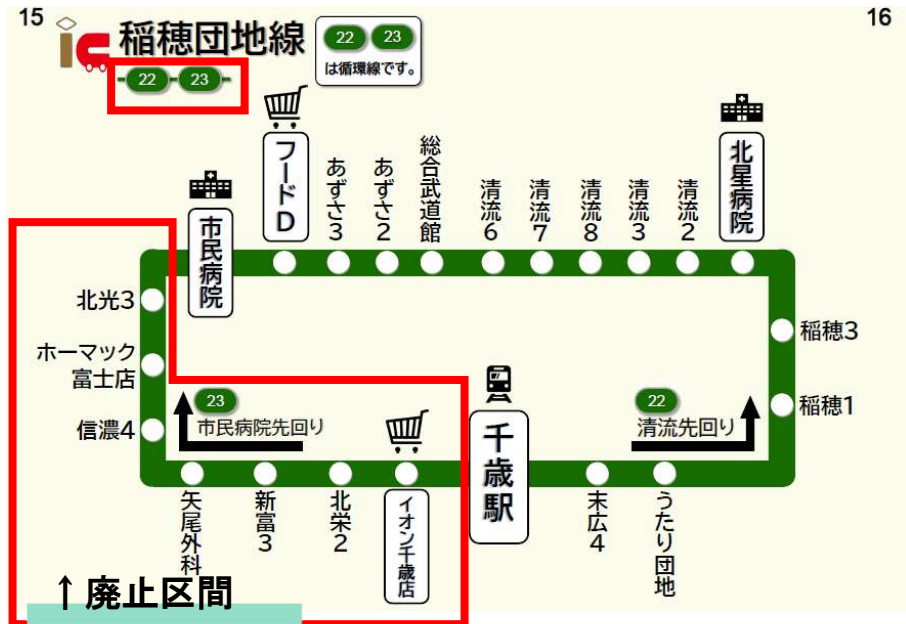 15
16
ic 稲穂団地線
22 23
は循環線です。
22 23
市民病院
フードD
あずさ3
あずさ2
総合武道館
清流6
清流7
清流8
清流3
清流2
北星病院
北光3
ホーマック
富士店
信濃4
稲穂3
稲穂1
23
市民病院先回り
22
清流先回り
矢尾外科
新富3
北栄2
イオン千歳店
千歳駅
末広4
うたり団地
↑廃止区間